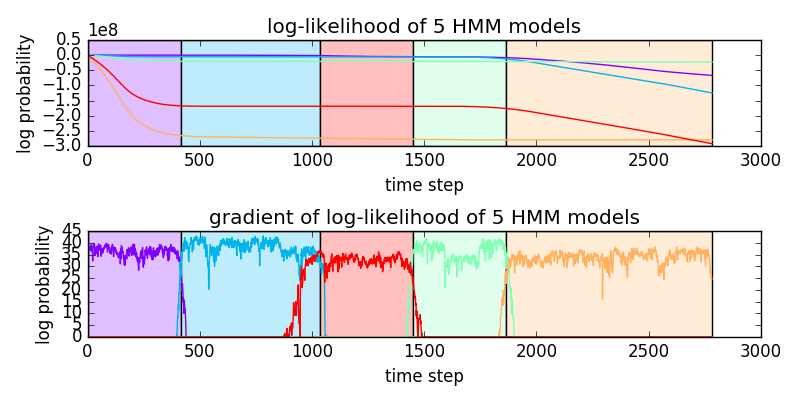 log-likelihood of 5 HMM models
1e8
log probability
0.5
0.0
−0.5
−1.0
−1.5
−2.0
−2.5
−3.0
0 500 1000 1500 2000 2500 3000
time step
gradient of log-likelihood of 5 HMM models
log probability
45
40
35
30
25
20
15
10
5
0
0 500 1000 1500 2000 2500 3000
time step